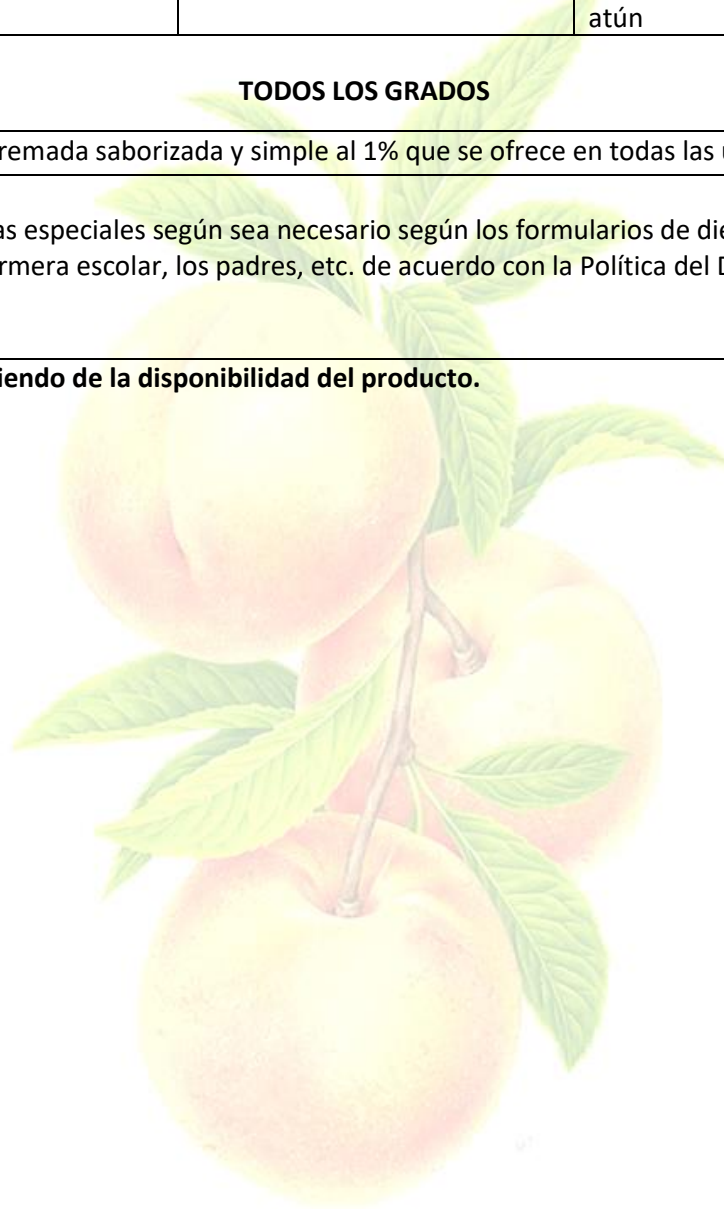 atún
TODOS LOS GRADOS
remada saborizada y simple al 1% que se ofrece en todas las
as especiales según sea necesario según los formularios de die
rmera escolar, los padres, etc. de acuerdo con la Política del D
iendo de la disponibilidad del producto.